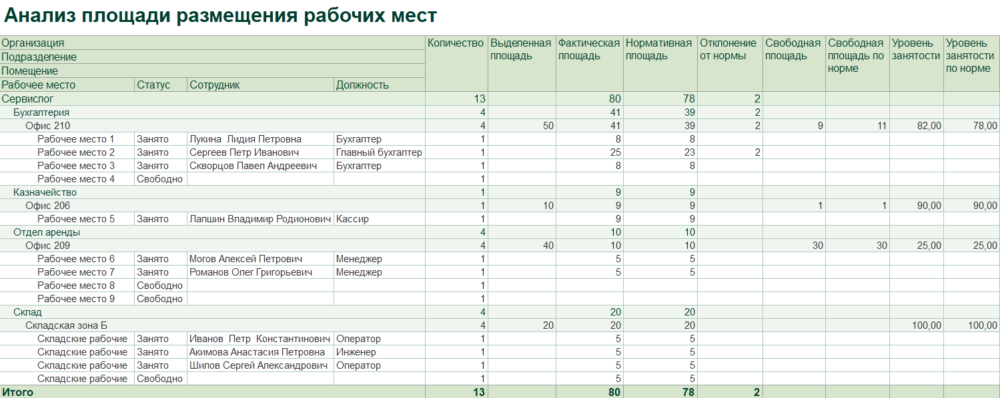 Анализ площади размещения рабочих мест
Организация Количество Выделенная площадь Фактическая площадь Нормативная площадь Отклонение от нормы Свободная площадь Свободная площадь по норме Уровень занятости Уровень занятости по норме
Подразделение
Помещение
Рабочее место Статус Сотрудник Должность
Сервислог 13 80 78 2
Бухгалтерия 4 41 39 2
Офис 210 4 50 41 39 2 9 11 82,00 78,00
Рабочее место 1 Занято Лукина Лидия Петровна Бухгалтер 1 8 8
Рабочее место 2 Занято Сергеев Петр Иванович Главный бухгалтер 1 25 23 2
Рабочее место 3 Занято Скворцов Павел Андреевич Бухгалтер 1 8 8
Рабочее место 4 Свободно 1
Казначейство 1 9 9
Офис 206 1 10 9 9 1 1 90,00 90,00
Рабочее место 5 Занято Лапшин Владимир Родионович Кассир 1 9 9
Отдел аренды 4 10 10
Офис 209 4 40 10 10 30 30 25,00 25,00
Рабочее место 6 Занято Могов Алексей Петрович Менеджер 1 5 5
Рабочее место 7 Занято Романов Олег Григорьевич Менеджер 1 5 5
Рабочее место 8 Свободно 1
Рабочее место 9 Свободно 1
Склад 4 20 20
Складская зона Б 4 20 20 20 100,00 100,00
Складские рабочие Занято Иванов Петр Константинович Оператор 1 5 5
Складские рабочие Занято Акимова Анастасия Петровна Инженер 1 5 5
Складские рабочие Занято Шилов Сергей Александрович Оператор 1 5 5
Складские рабочие Свободно 1 5 5
Итого 13 80 78 2